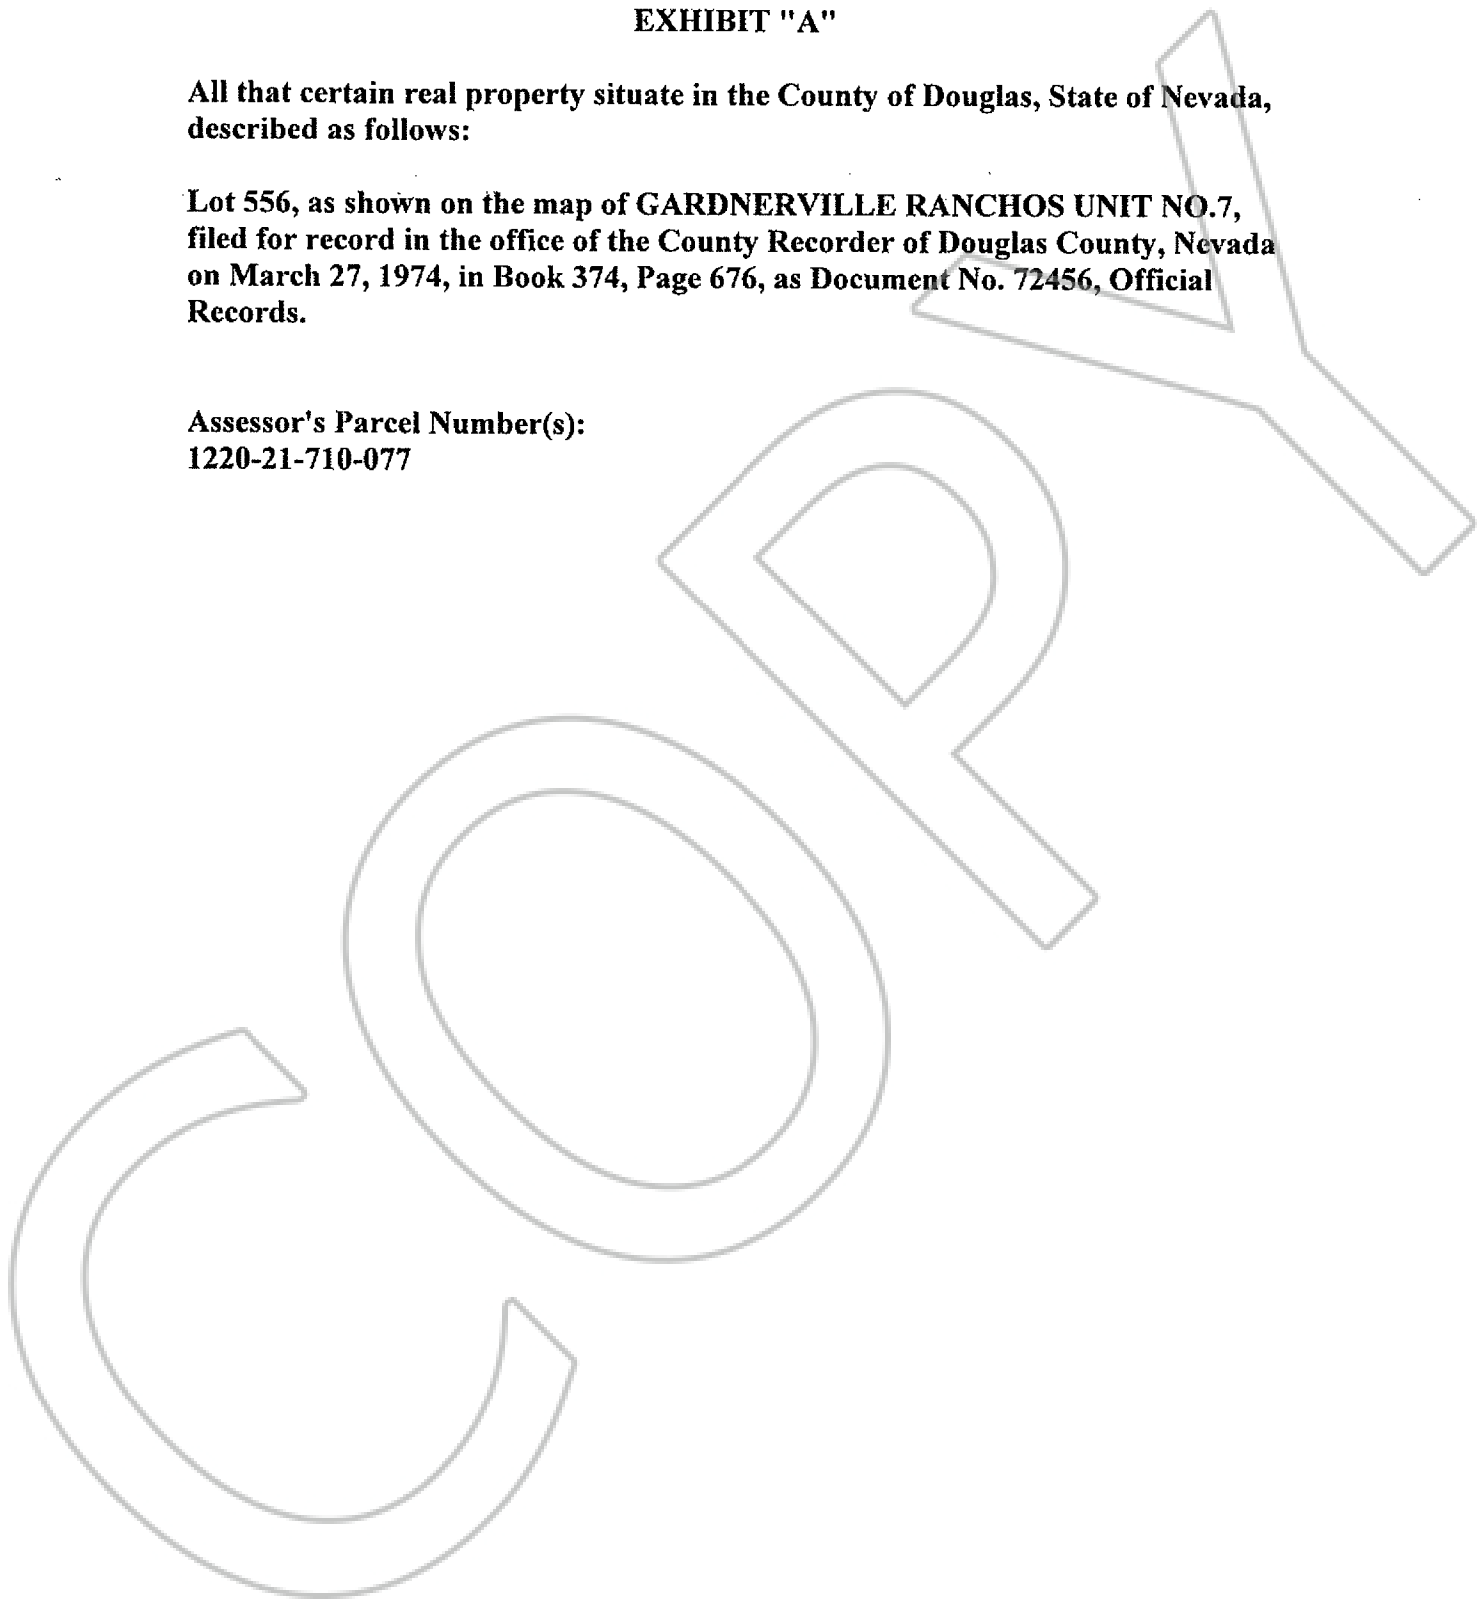 EXHIBIT "A"
All that certain real property situate in the County of Douglas, State of Nevada,
described as follows:
Lot 556, as shown on the map of GARDNERVILLE RANCHOS UNIT NO.7,
filed for record in the office of the County Recorder of Douglas County, Nevada
on March 27, 1974, in Book 374, Page 676, as Document No. 72456, Official
Records.
Assessor's Parcel Number(s):
1220-21-710-077
COPY